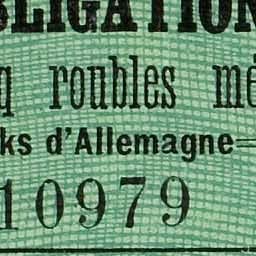 BLIGATION
q roubles mé
ks d'Allemagne=
10979